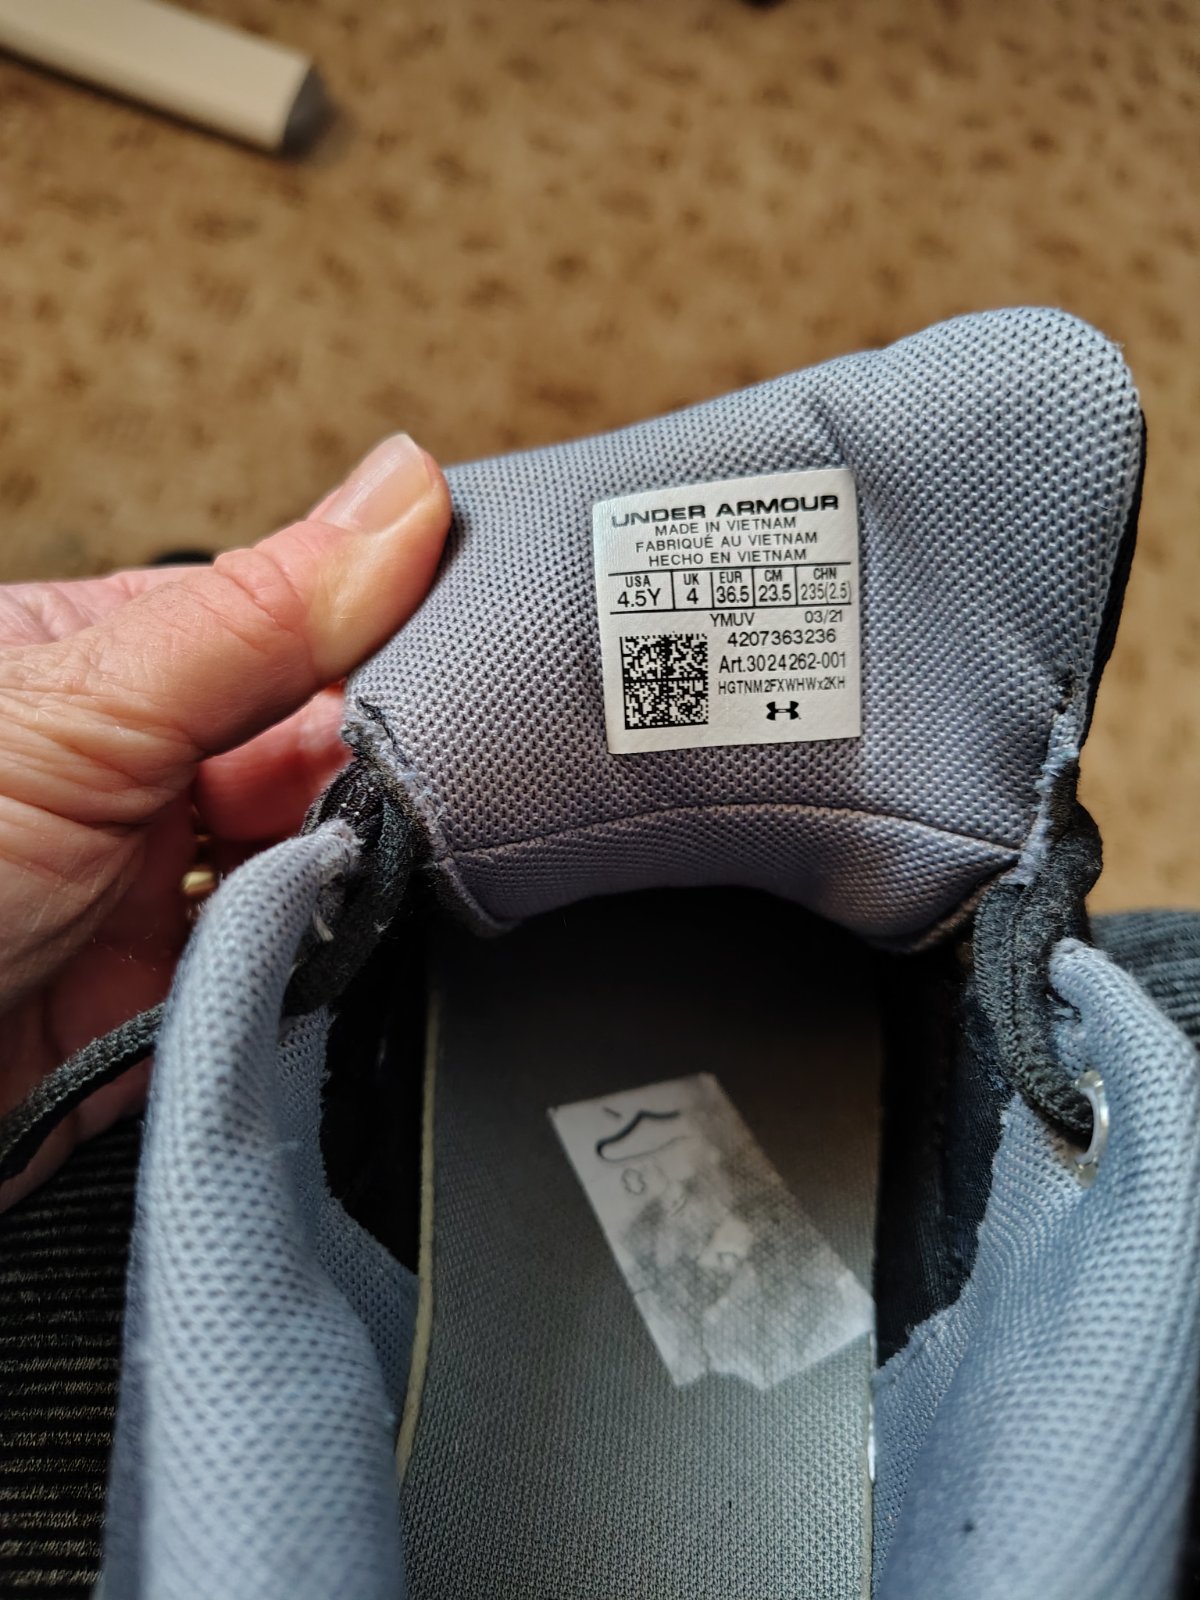 UNDER ARMOUR
MADE IN VIETNAM
FABRIQUÉ AU VIETNAM
HECHO EN VIETNAM
USA UK EUR CM CHN
4.5Y 4 36.5 23.5 235(2.5)
YMUV 03/21
4207363236
Art.3024262-001
HGTNM2FXWHWx2KH